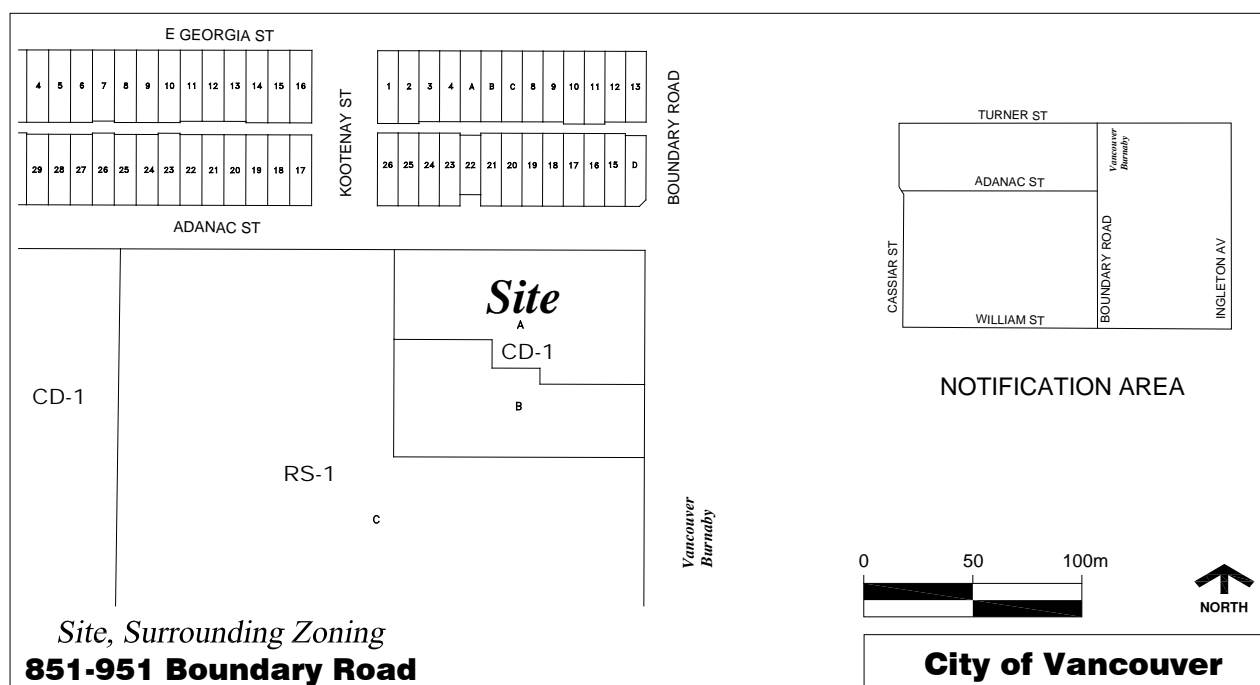 E GEORGIA ST
4 5 6 7 8 9 10 11 12 13 14 15 16
29 28 27 26 25 24 23 22 21 20 19 18 17
KOOTENAY ST
1 2 3 4 A B C 8 9 10 11 12 13
26 25 24 23 22 21 20 19 18 17 16 15 D
BOUNDARY ROAD
ADANAC ST
Site
A
CD-1
B
CD-1
RS-1
C
Vancouver
Burnaby
TURNER ST
Vancouver
Burnaby
ADANAC ST
CASSIAR ST
BOUNDARY ROAD
INGLETON AV
WILLIAM ST
NOTIFICATION AREA
0 50 100m
NORTH
Site, Surrounding Zoning
851-951 Boundary Road
City of Vancouver